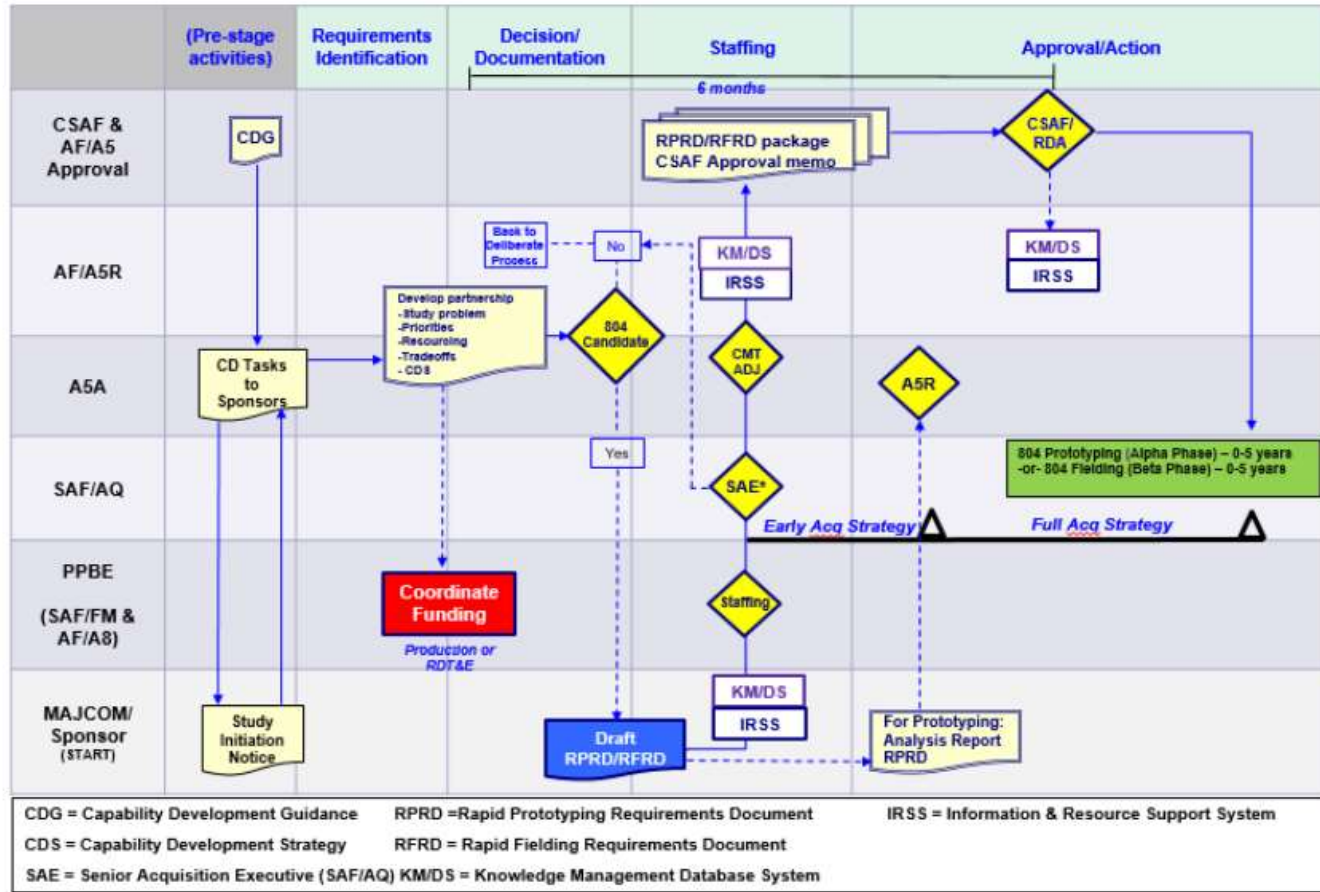 (Pre-stage
activities)
Requirements
Identification
Decision/
Documentation
Staffing
Approval/Action
6 months
CSAF &
AF/A5
Approval
CDG
RPRD/RFRD package
CSAF Approval memo
CSAF/
RDA
AF/A5R
Back to
Deliberate
Process
No
KM/DS
IRSS
KM/DS
IRSS
Develop partnership
-Study problem
-Priorities
-Resourcing
-Tradeoffs
- CDS
804
Candidate
A5A
CD Tasks
to
Sponsors
CMT
ADJ
A5R
SAF/AQ
Yes
SAE*
804 Prototyping (Alpha Phase) – 0-5 years
-or- 804 Fielding (Beta Phase) – 0-5 years
Early Acq Strategy
Full Acq Strategy
PPBE
(SAF/FM &
AF/A8)
Coordinate
Funding
Production or
RDT&E
Staffing
MAJCOM/
Sponsor
(START)
Study
Initiation
Notice
Draft
RPRD/RFRD
KM/DS
IRSS
For Prototyping:
Analysis Report
RPRD
CDG = Capability Development Guidance RPRD =Rapid Prototyping Requirements Document IRSS = Information & Resource Support System
CDS = Capability Development Strategy RFRD = Rapid Fielding Requirements Document
SAE = Senior Acquisition Executive (SAF/AQ) KM/DS = Knowledge Management Database System